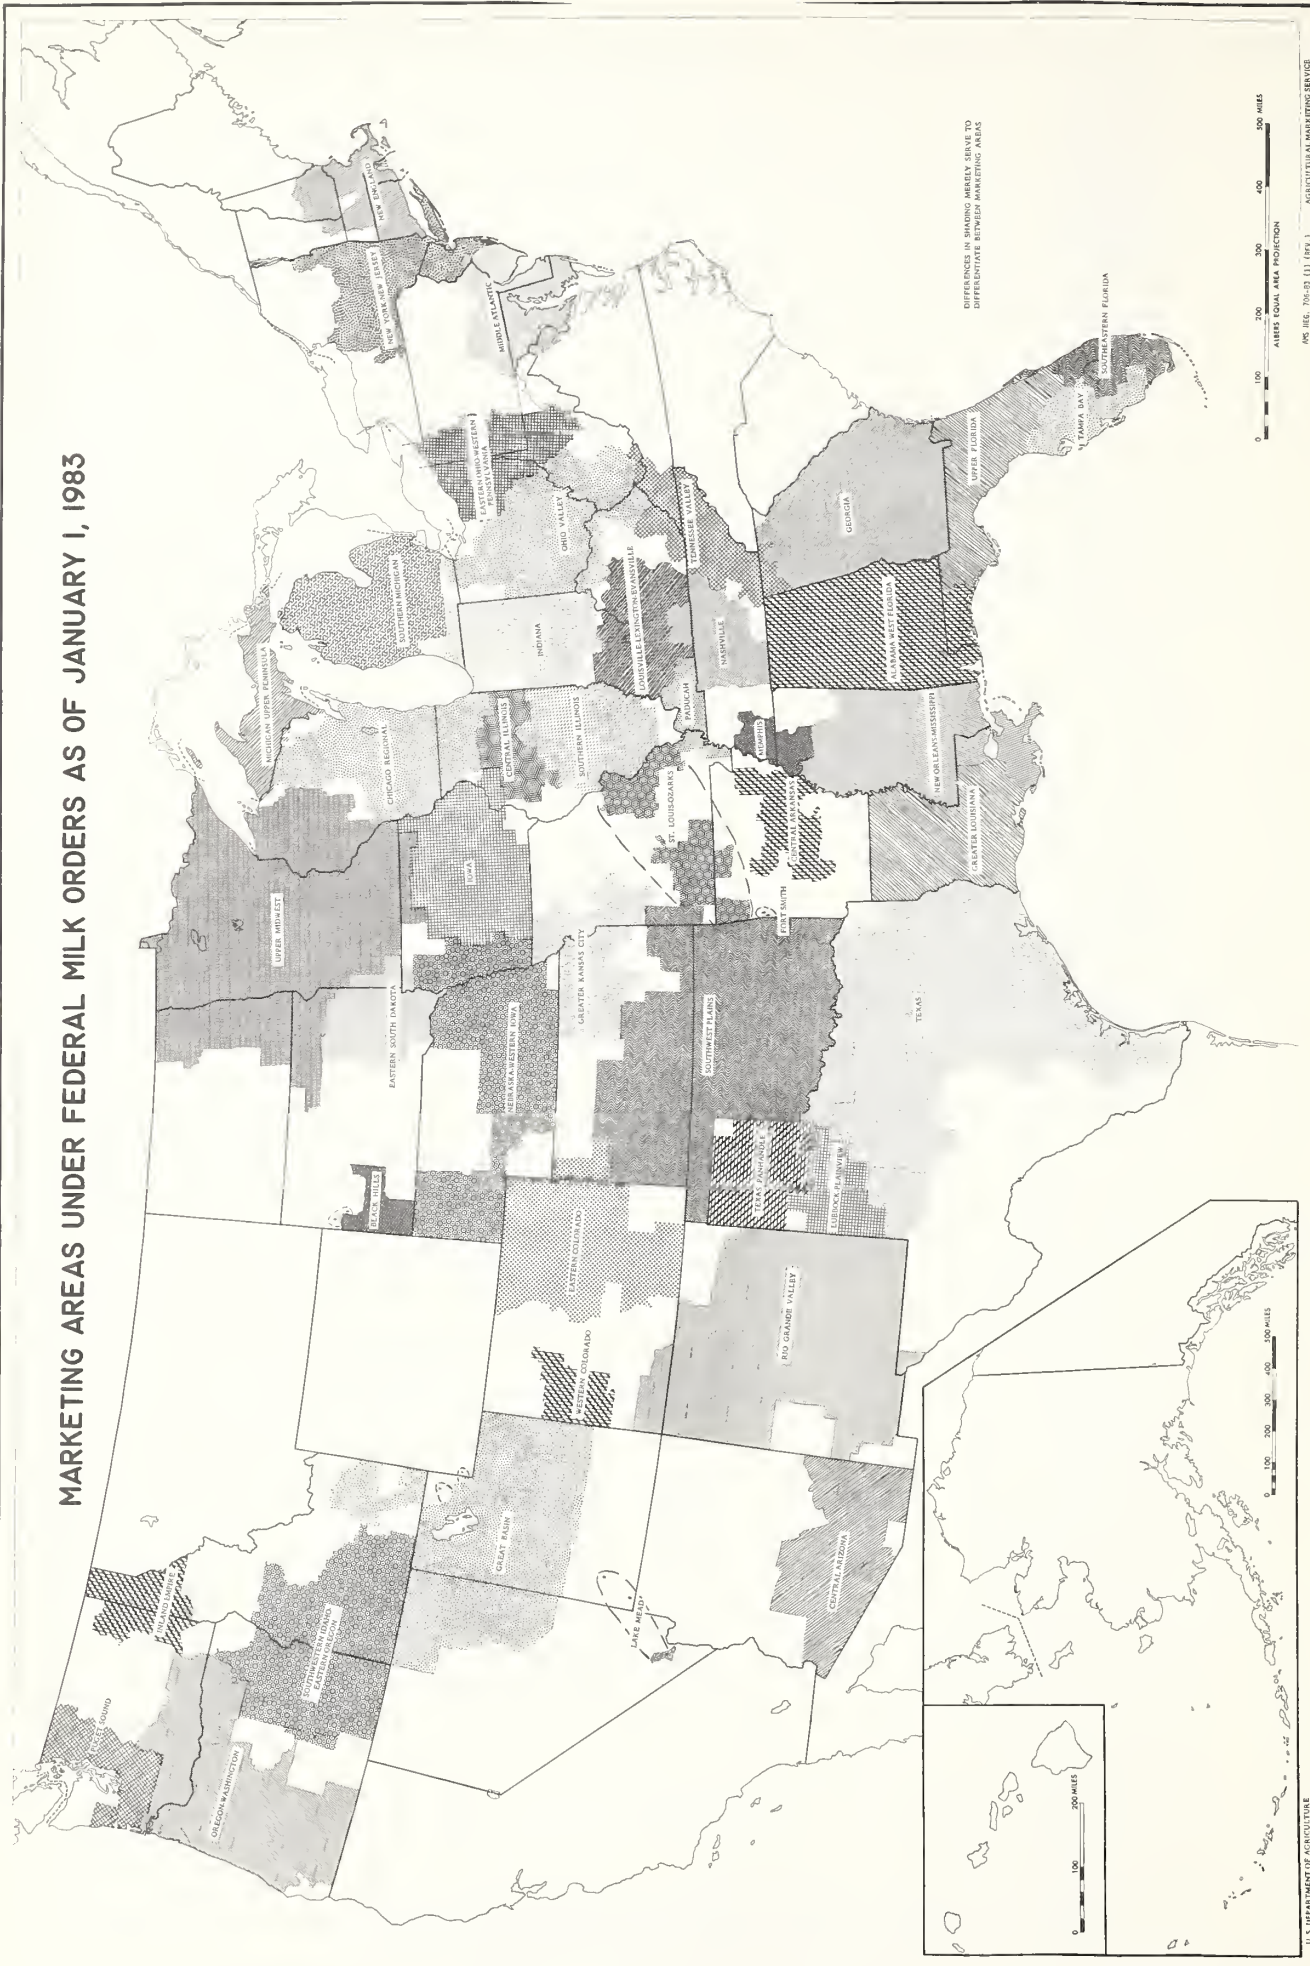 MARKETING AREAS UNDER FEDERAL MILK ORDERS AS OF JANUARY 1, 1983
PUGET SOUND
INLAND EMPIRE
OREGON-WASHINGTON
SOUTHWESTERN IDAHO
EASTERN OREGON
GREAT BASIN
LAKE MEAD
CENTRAL ARIZONA
WESTERN COLORADO
EASTERN COLORADO
RIO GRANDE VALLEY
BLACK HILLS
EASTERN SOUTH DAKOTA
UPPER MIDWEST
NEBRASKA-WESTERN IOWA
IOWA
GREATER KANSAS CITY
SOUTHWEST PLAINS
TEXAS PANHANDLE
LUBBOCK-PLAINVIEW
TEXAS
FORT SMITH
CENTRAL ARKANSAS
ST. LOUIS-OZARKS
GREATER LOUISIANA
NEW ORLEANS-MISSISSIPPI
MEMPHIS
PADUCAH
NASHVILLE
MICHIGAN UPPER PENINSULA
CHICAGO REGIONAL
CENTRAL ILLINOIS
SOUTHERN ILLINOIS
SOUTHERN MICHIGAN
INDIANA
LOUISVILLE-LEXINGTON-EVANSVILLE
OHIO VALLEY
EASTERN OHIO-WESTERN
PENNSYLVANIA
TENNESSEE VALLEY
ALABAMA-WEST FLORIDA
GEORGIA
UPPER FLORIDA
TAMPA BAY
SOUTHEASTERN FLORIDA
MIDDLE ATLANTIC
NEW YORK-NEW JERSEY
NEW ENGLAND
DIFFERENCES IN SHADING MERELY SERVE TO
DIFFERENTIATE BETWEEN MARKETING AREAS
0 100 200 300 400 500 MILES
ALBERS EQUAL AREA PROJECTION
0 100 200 MILES
0 100 200 300 400 500 MILES
U.S. DEPARTMENT OF AGRICULTURE
AGRICULTURAL MARKETING SERVICE